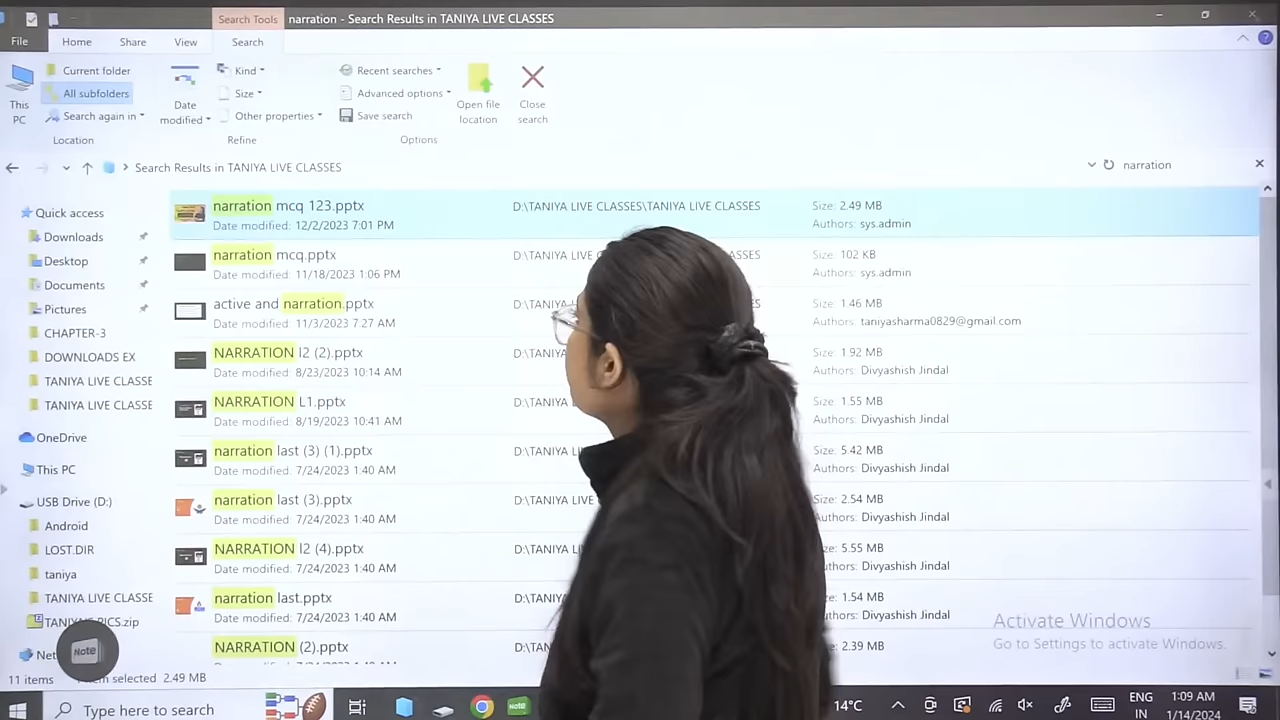 Search Tools
narration - Search Results in TANIYA LIVE CLASSES
File
Home
Share
View
Search
This PC
Current folder
All subfolders
Search again in
Location
Date modified
Kind
Size
Other properties
Refine
Recent searches
Advanced options
Save search
Options
Open file location
Close search
Search Results in TANIYA LIVE CLASSES
narration
Quick access
Downloads
Desktop
Documents
Pictures
CHAPTER-3
DOWNLOADS EX
TANIYA LIVE CLASSE
TANIYA LIVE CLASSE
OneDrive
This PC
USB Drive (D:)
Android
LOST.DIR
taniya
TANIYA LIVE CLASSE
PICS.zip
Net
Note
narration mcq 123.pptx
Date modified: 12/2/2023 7:01 PM
D:\TANIYA LIVE CLASSES\TANIYA LIVE CLASSES
Size: 2.49 MB
Authors: sys.admin
narration mcq.pptx
Date modified: 11/18/2023 1:06 PM
D:\TANIYA
Size: 102 KB
Authors: sys.admin
active and narration.pptx
Date modified: 11/3/2023 7:27 AM
D:\TANIYA
Size: 1.46 MB
Authors: taniyasharma0829@gmail.com
NARRATION l2 (2).pptx
Date modified: 8/23/2023 10:14 AM
D:\TANIYA
Size: 1.92 MB
Authors: Divyashish Jindal
NARRATION L1.pptx
Date modified: 8/19/2023 10:41 AM
D:\TANIYA
Size: 1.55 MB
Authors: Divyashish Jindal
narration last (3) (1).pptx
Date modified: 7/24/2023 1:40 AM
D:\TANIYA
Size: 5.42 MB
Authors: Divyashish Jindal
narration last (3).pptx
Date modified: 7/24/2023 1:40 AM
D:\TANIYA LIVE
Size: 2.54 MB
Authors: Divyashish Jindal
NARRATION l2 (4).pptx
Date modified: 7/24/2023 1:40 AM
D:\TANIYA LI
5.55 MB
Authors: Divyashish Jindal
narration last.pptx
Date modified: 7/24/2023 1:40 AM
D:\TANIYA L
1.54 MB
Authors: Divyashish Jindal
NARRATION (2).pptx
D:\TANIYA L
2.39 MB
Activate Windows
Go to Settings to activate Windows.
11 items
selected 2.49 MB
Type here to search
Note
14°C
ENG
IN
1:09 AM
1/14/2024